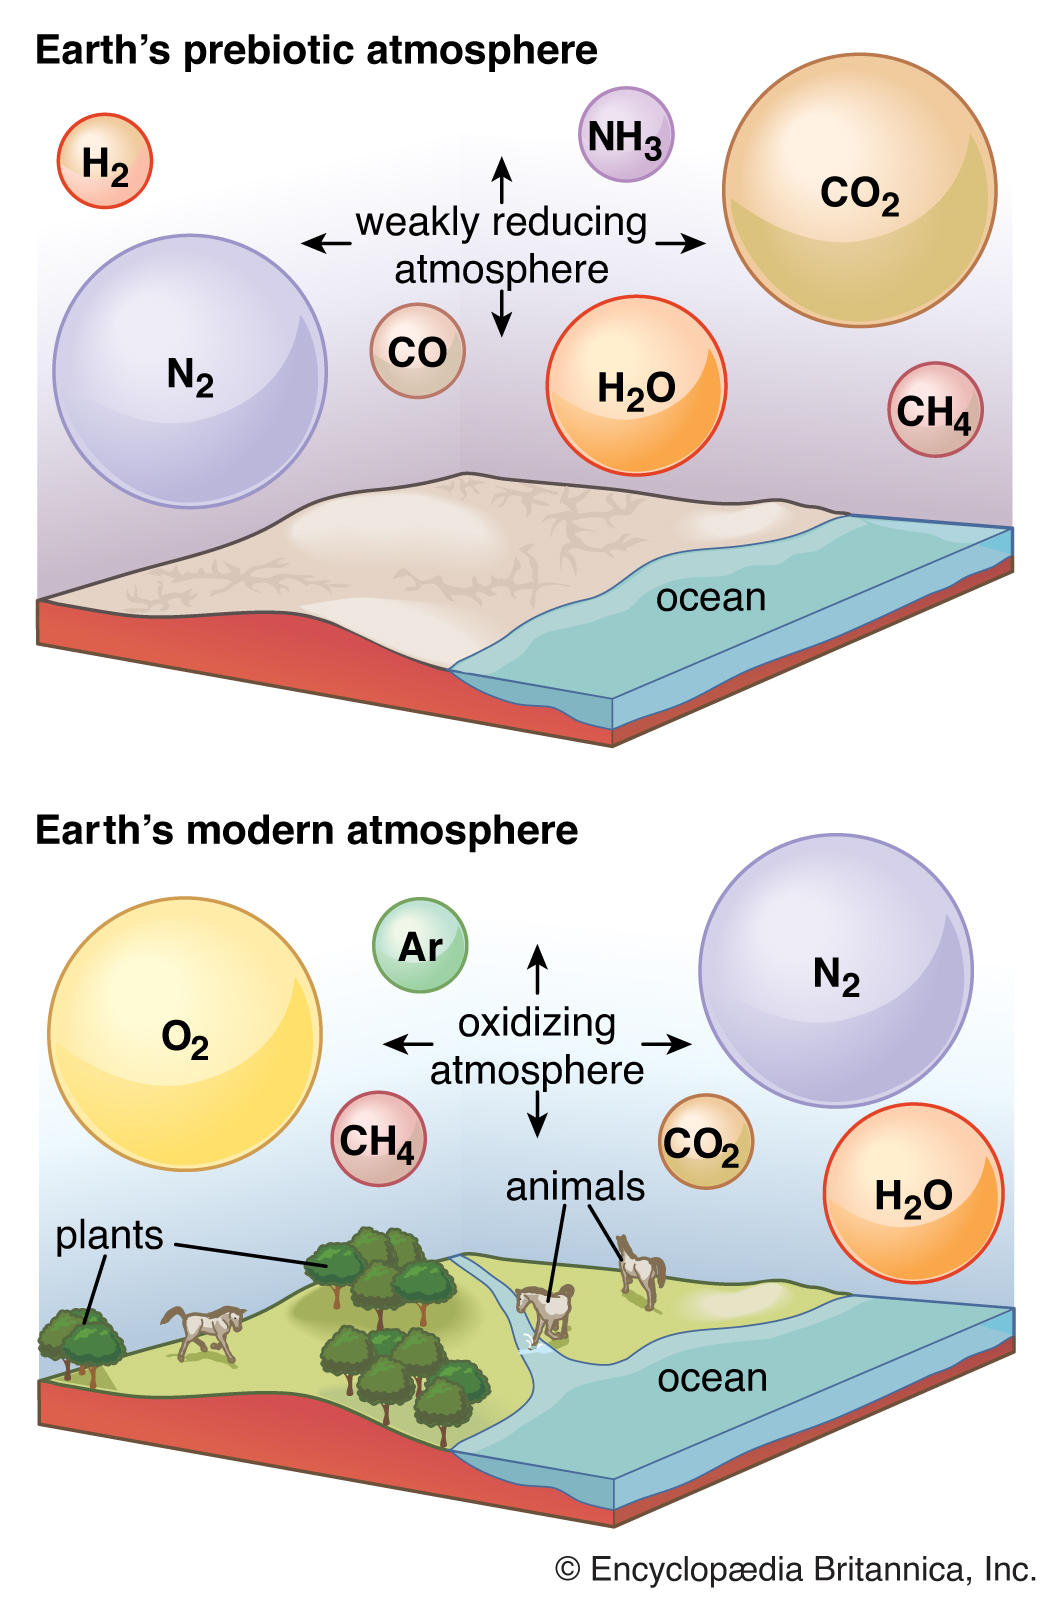 Earth's prebiotic atmosphere
H₂
NH₃
CO₂
weakly reducing
atmosphere
N₂
CO
H₂O
CH₄
ocean
Earth's modern atmosphere
O₂
Ar
N₂
oxidizing
atmosphere
CH₄
CO₂
H₂O
animals
plants
ocean
© Encyclopædia Britannica, Inc.